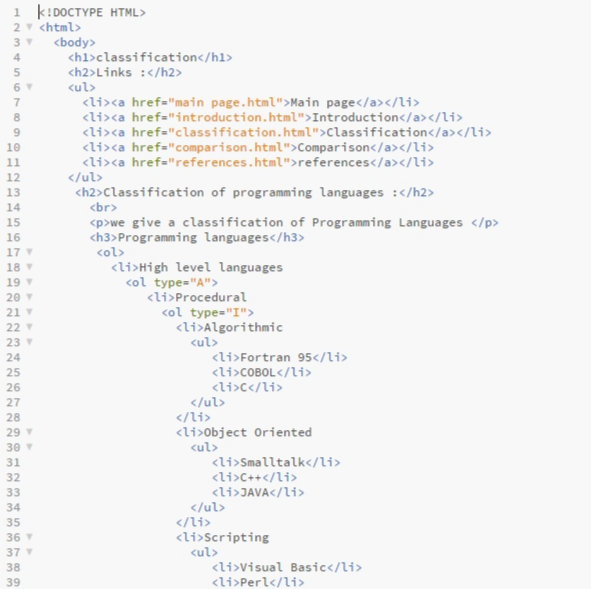 1 <!DOCTYPE HTML>
2 <html>
3 <body>
4 <h1>classification</h1>
5 <h2>Links :</h2>
6 <ul>
7 <li><a href="main page.html">Main page</a></li>
8 <li><a href="introduction.html">Introduction</a></li>
9 <li><a href="classification.html">Classification</a></li>
10 <li><a href="comparison.html">Comparison</a></li>
11 <li><a href="references.html">references</a></li>
12 </ul>
13 <h2>Classification of programming languages :</h2>
14 <br>
15 <p>we give a classification of Programming Languages </p>
16 <h3>Programming languages</h3>
17 <ol>
18 <li>High level languages
19 <ol type="A">
20 <li>Procedural
21 <ol type="I">
22 <li>Algorithmic
23 <ul>
24 <li>Fortran 95</li>
25 <li>COBOL</li>
26 <li>C</li>
27 </ul>
28 </li>
29 <li>Object Oriented
30 <ul>
31 <li>Smalltalk</li>
32 <li>C++</li>
33 <li>JAVA</li>
34 </ul>
35 </li>
36 <li>Scripting
37 <ul>
38 <li>Visual Basic</li>
39 <li>Perl</li>